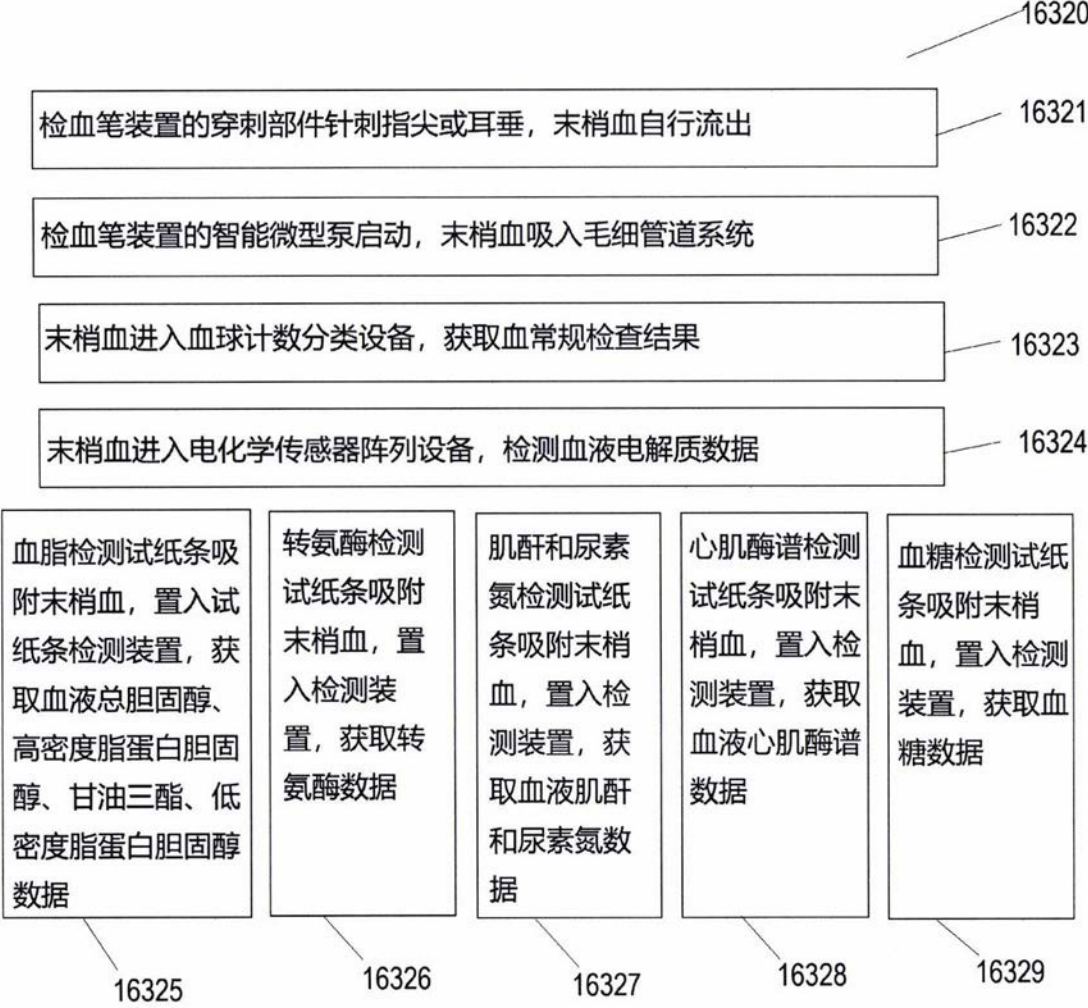 16320
检血笔装置的穿刺部件针刺指尖或耳垂，末梢血自行流出
16321
检血笔装置的智能微型泵启动，末梢血吸入毛细管道系统
16322
末梢血进入血球计数分类设备，获取血常规检查结果
16323
末梢血进入电化学传感器阵列设备，检测血液电解质数据
16324
血脂检测试纸条吸
附末梢血，置入试
纸条检测装置，获
取血液总胆固醇、
高密度脂蛋白胆固
醇、甘油三酯、低
密度脂蛋白胆固醇
数据
转氨酶检测
试纸条吸附
末梢血，置
入检测装
置，获取转
氨酶数据
肌酐和尿素
氮检测试纸
条吸附末梢
血，置入检
测装置，获
取血液肌酐
和尿素氮数
据
心肌酶谱检测
试纸条吸附末
梢血，置入检
测装置，获取
血液心肌酶谱
数据
血糖检测试纸
条吸附末梢
血，置入检测
装置，获取血
糖数据
16325
16326
16327
16328
16329